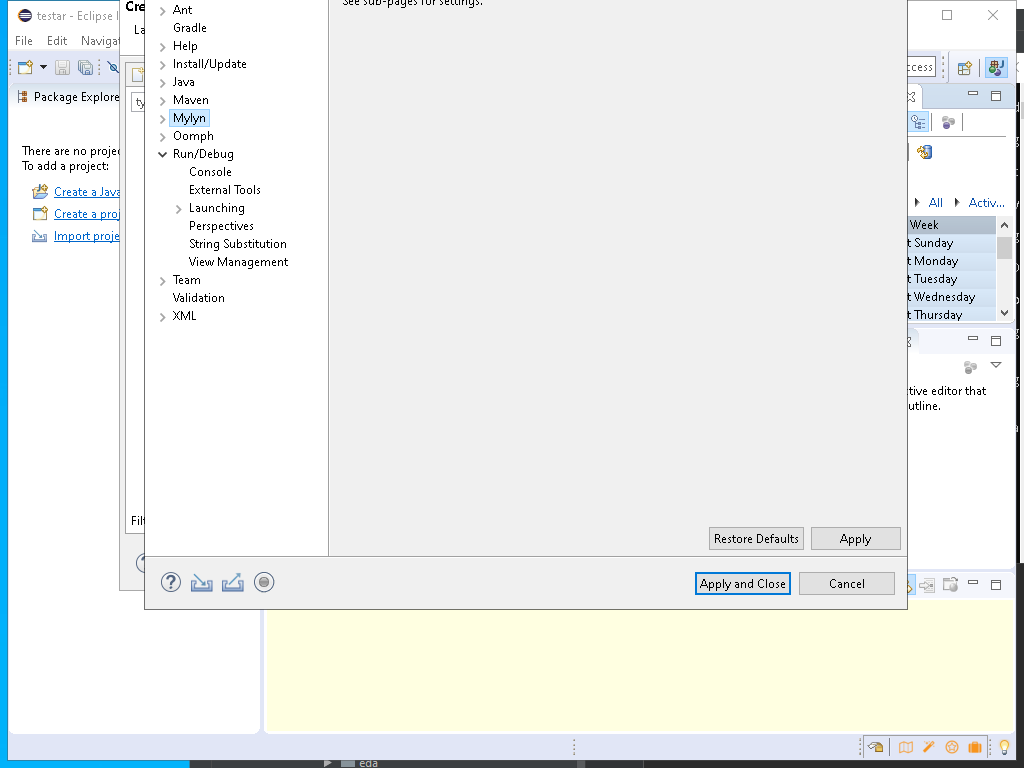 testar - Eclipse I
File Edit Navigat
Package Explore
There are no projec
To add a project:
Create a Java
Create a proj
Import proje
Cre
La
ty
Filt
See sub-pages for settings.
Ant
Gradle
Help
Install/Update
Java
Maven
Mylyn
Oomph
Run/Debug
Console
External Tools
Launching
Perspectives
String Substitution
View Management
Team
Validation
XML
Restore Defaults
Apply
Apply and Close
Cancel
cess
All
Activ...
Week
t Sunday
t Monday
t Tuesday
t Wednesday
t Thursday
tive editor that
utline.
eda